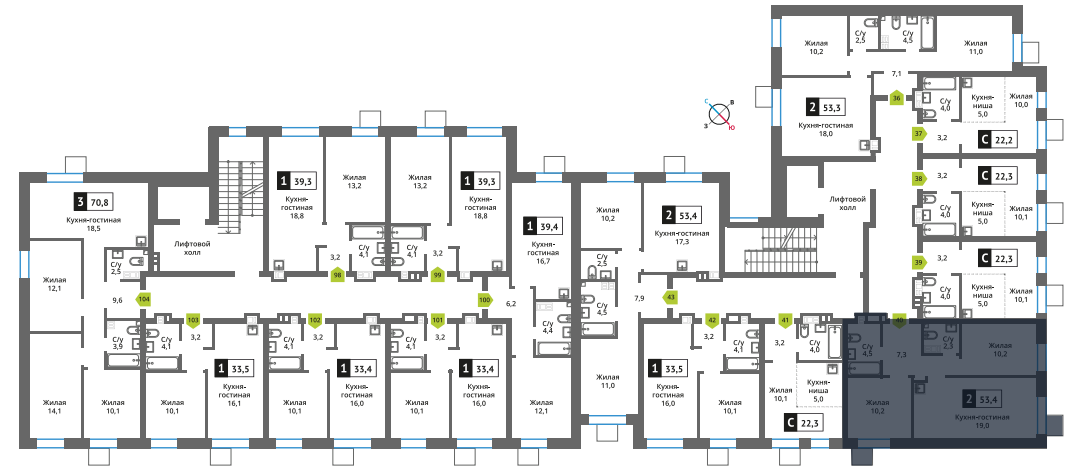 Жилая
10,2
С/у
2,5
С/у
4,5
Жилая
11,0
7,1
36
2 53,3
Кухня-гостиная
18,0
С/у
4,0
Кухня-
ниша
5,0
Жилая
10,0
37
3,2
С 22,2
С
В
З
Ю
38
3,2
С 22,3
С/у
4,0
Кухня-
ниша
5,0
Жилая
10,1
Лифтовой
холл
39
3,2
С 22,3
С/у
4,0
Кухня-
ниша
5,0
Жилая
10,1
3 70,8
Кухня-гостиная
18,5
Лифтовой
холл
1 39,3
Кухня-
гостиная
18,8
Жилая
13,2
Жилая
13,2
1 39,3
Кухня-
гостиная
18,8
3,2
С/у
4,1
С/у
4,1
3,2
98
99
1 39,4
Кухня-
гостиная
16,7
Жилая
10,2
2 53,4
Кухня-гостиная
17,3
С/у
2,5
Жилая
12,1
9,6
104
100
6,2
С/у
4,4
С/у
2,5
С/у
4,5
7,9
43
103
102
101
42
41
40
С/у
3,9
С/у
4,1
3,2
С/у
4,1
3,2
С/у
4,1
3,2
3,2
С/у
4,1
3,2
С/у
4,0
С/у
4,5
7,3
С/у
2,3
Жилая
10,2
1 33,5
Кухня-
гостиная
16,1
1 33,4
Кухня-
гостиная
16,0
1 33,4
Кухня-
гостиная
16,0
Жилая
11,0
1 33,5
Кухня-
гостиная
16,0
Жилая
10,1
Кухня-
ниша
5,0
С 22,3
Жилая
14,1
Жилая
10,1
Жилая
10,1
Жилая
10,1
Жилая
10,1
Жилая
12,1
Жилая
10,1
Жилая
10,2
2 53,4
Кухня-гостиная
19,0